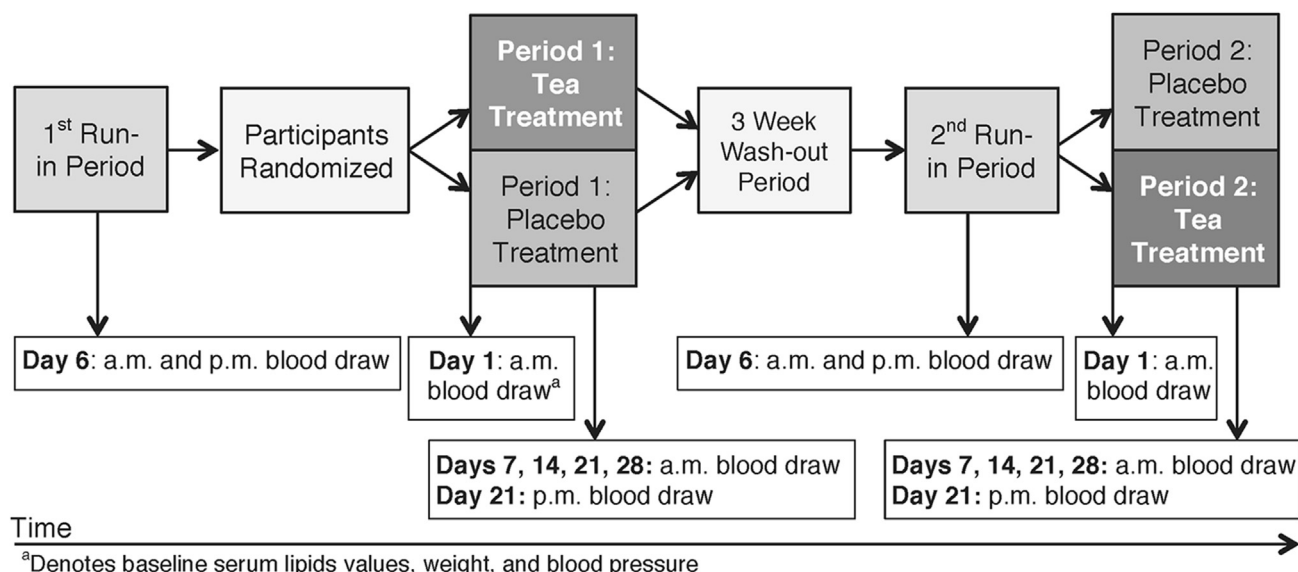 1st Run-
in Period
Participants
Randomized
Period 1:
Tea
Treatment
Period 1:
Placebo
Treatment
3 Week
Wash-out
Period
2nd Run-
in Period
Period 2:
Placebo
Treatment
Period 2:
Tea
Treatment
Day 6: a.m. and p.m. blood draw
Day 1: a.m.
blood drawa
Day 6: a.m. and p.m. blood draw
Day 1: a.m.
blood draw
Days 7, 14, 21, 28: a.m. blood draw
Day 21: p.m. blood draw
Days 7, 14, 21, 28: a.m. blood draw
Day 21: p.m. blood draw
Time
aDenotes baseline serum lipids values, weight, and blood pressure